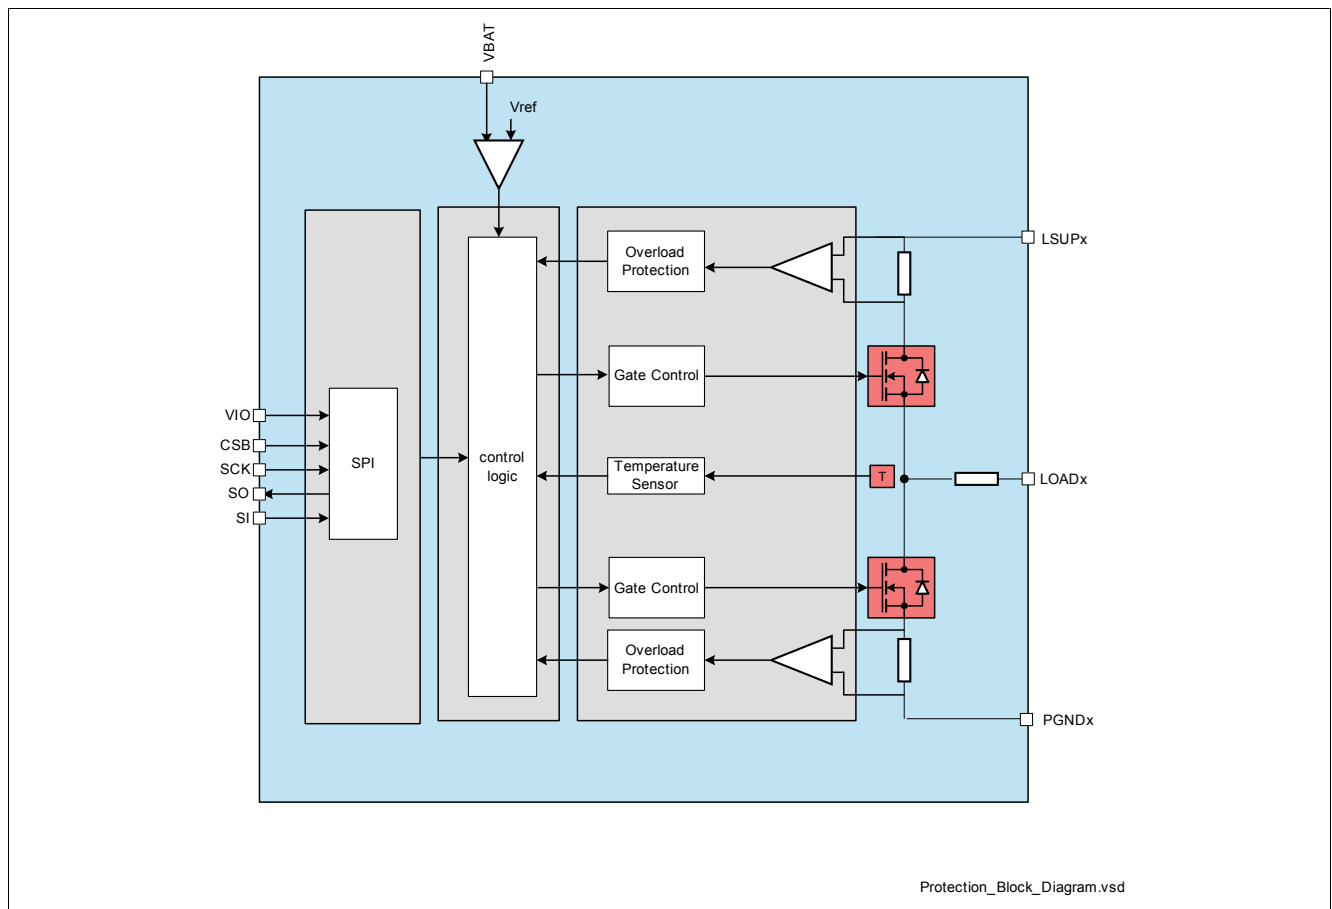 VBAT
Vref
LSUPx
Overload
Protection
Gate Control
VIO
CSB
SCK
SO
SI
SPI
control
logic
Temperature
Sensor
T
LOADx
Gate Control
Overload
Protection
PGNDx
Protection_Block_Diagram.vsd